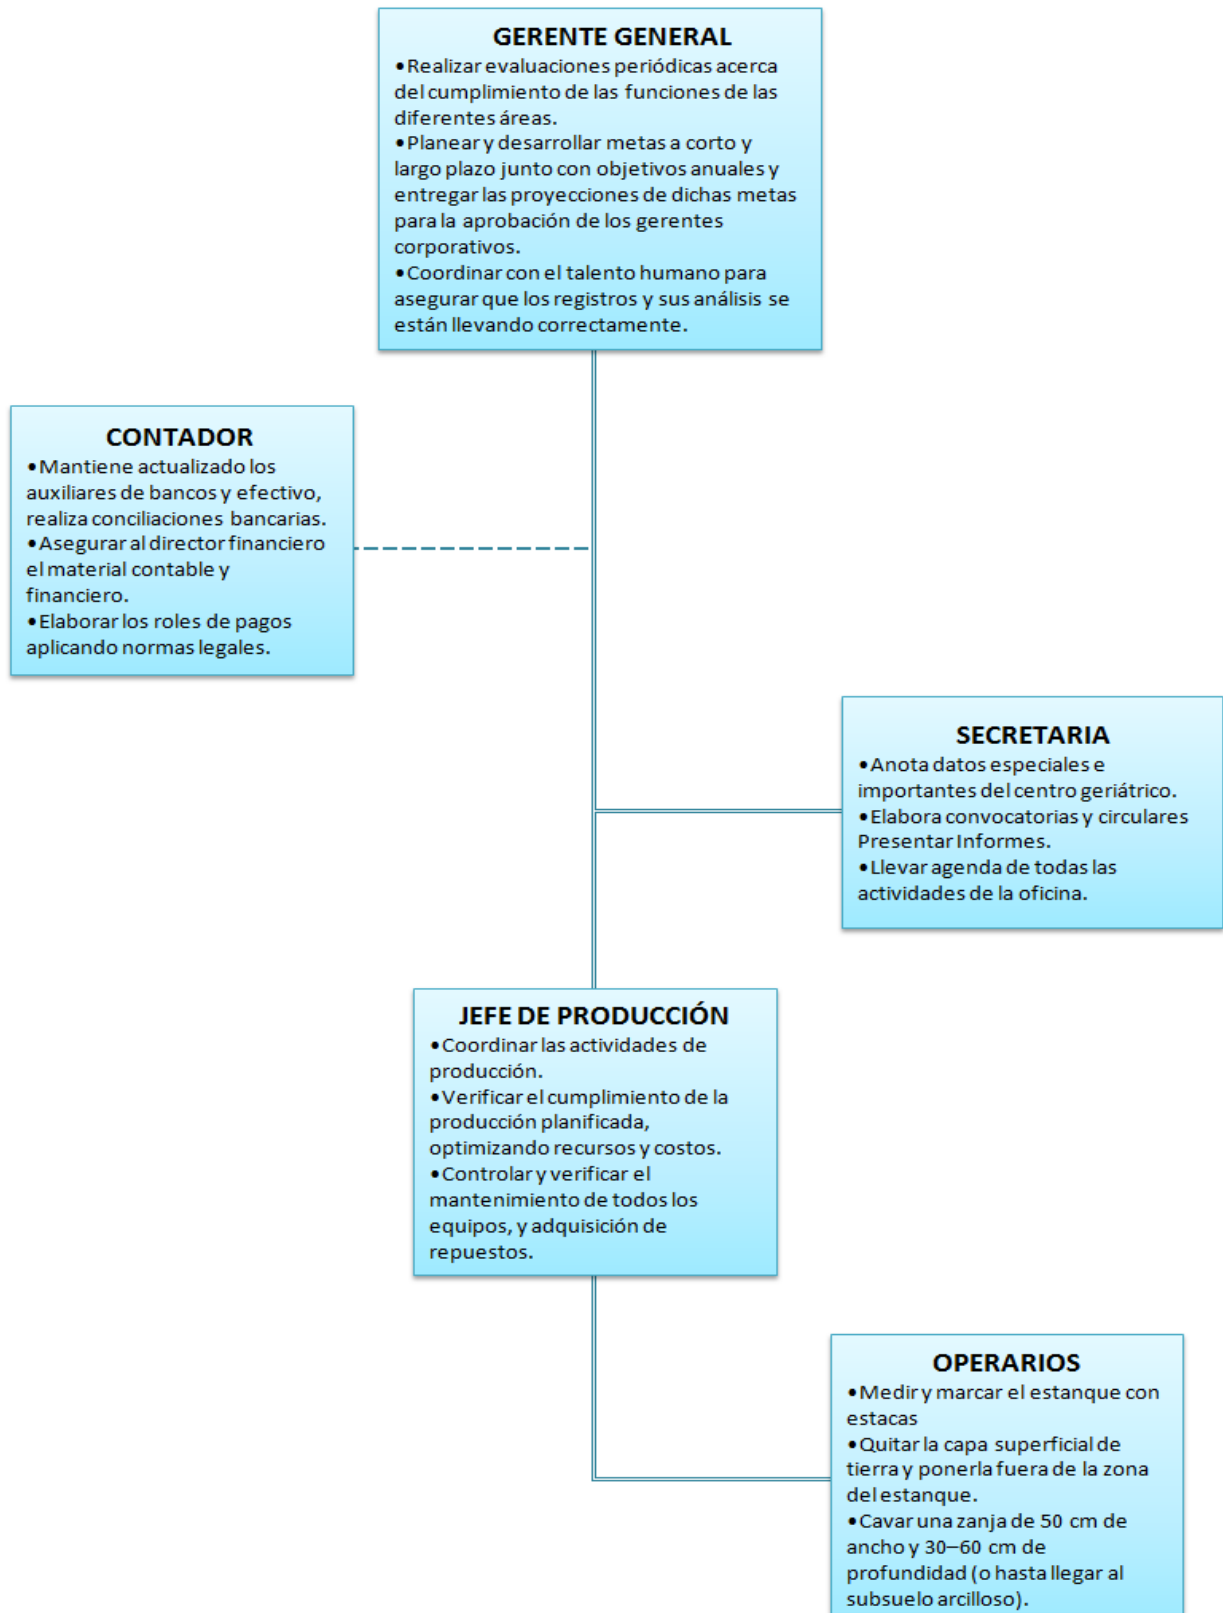 GERENTE GENERAL
•Realizar evaluaciones periódicas acerca
del cumplimiento de las funciones de las
diferentes áreas.
•Planear y desarrollar metas a corto y
largo plazo junto con objetivos anuales y
entregar las proyecciones de dichas metas
para la aprobación de los gerentes
corporativos.
•Coordinar con el talento humano para
asegurar que los registros y sus análisis se
están llevando correctamente.
CONTADOR
•Mantiene actualizado los
auxiliares de bancos y efectivo,
realiza conciliaciones bancarias.
•Asegurar al director financiero
el material contable y
financiero.
•Elaborar los roles de pagos
aplicando normas legales.
SECRETARIA
•Anota datos especiales e
importantes del centro geriátrico.
•Elabora convocatorias y circulares
Presentar Informes.
•Llevar agenda de todas las
actividades de la oficina.
JEFE DE PRODUCCIÓN
•Coordinar las actividades de
producción.
•Verificar el cumplimiento de la
producción planificada,
optimizando recursos y costos.
•Controlar y verificar el
mantenimiento de todos los
equipos, y adquisición de
repuestos.
OPERARIOS
•Medir y marcar el estanque con
estacas
•Quitar la capa superficial de
tierra y ponerla fuera de la zona
del estanque.
•Cavar una zanja de 50 cm de
ancho y 30–60 cm de
profundidad (o hasta llegar al
subsuelo arcilloso).